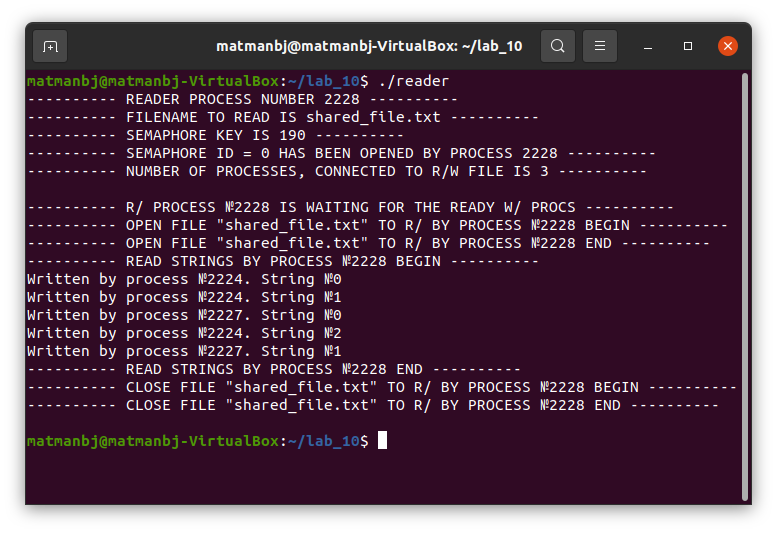 matmanbj@matmanbj-VirtualBox: ~/lab_10
matmanbj@matmanbj-VirtualBox:~/lab_10$ ./reader
---------- READER PROCESS NUMBER 2228 ----------
---------- FILENAME TO READ IS shared_file.txt ----------
---------- SEMAPHORE KEY IS 190 ----------
---------- SEMAPHORE ID = 0 HAS BEEN OPENED BY PROCESS 2228 ----------
---------- NUMBER OF PROCESSES, CONNECTED TO R/W FILE IS 3 ----------
---------- R/ PROCESS №2228 IS WAITING FOR THE READY W/ PROCS ----------
---------- OPEN FILE "shared_file.txt" TO R/ BY PROCESS №2228 BEGIN ----------
---------- OPEN FILE "shared_file.txt" TO R/ BY PROCESS №2228 END ----------
---------- READ STRINGS BY PROCESS №2228 BEGIN ----------
Written by process №2224. String №0
Written by process №2224. String №1
Written by process №2227. String №0
Written by process №2224. String №2
Written by process №2227. String №1
---------- READ STRINGS BY PROCESS №2228 END ----------
---------- CLOSE FILE "shared_file.txt" TO R/ BY PROCESS №2228 BEGIN ----------
---------- CLOSE FILE "shared_file.txt" TO R/ BY PROCESS №2228 END ----------
matmanbj@matmanbj-VirtualBox:~/lab_10$